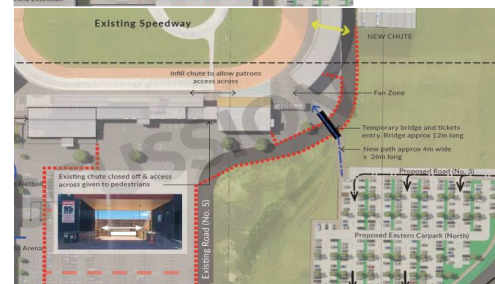 Existing Speedway
NEW CHUTE
Infill chute to allow patrons
access across
Fan Zone
Temporary bridge and tickets
entry. Bridge approx 12m long
New path approx 4m wide
x 26m long
Existing chute closed off & access
across given to pedestrians
Proposed Road (No. 3)
Existing Road (No. 5)
Proposed Eastern Carpark (North)
Arena